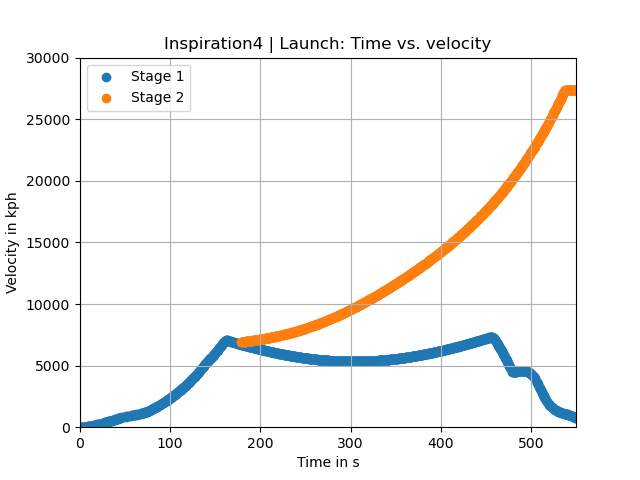 Inspiration4 | Launch: Time vs. velocity
Stage 1
Stage 2
30000
25000
20000
15000
10000
5000
0
Velocity in kph
0 100 200 300 400 500
Time in s